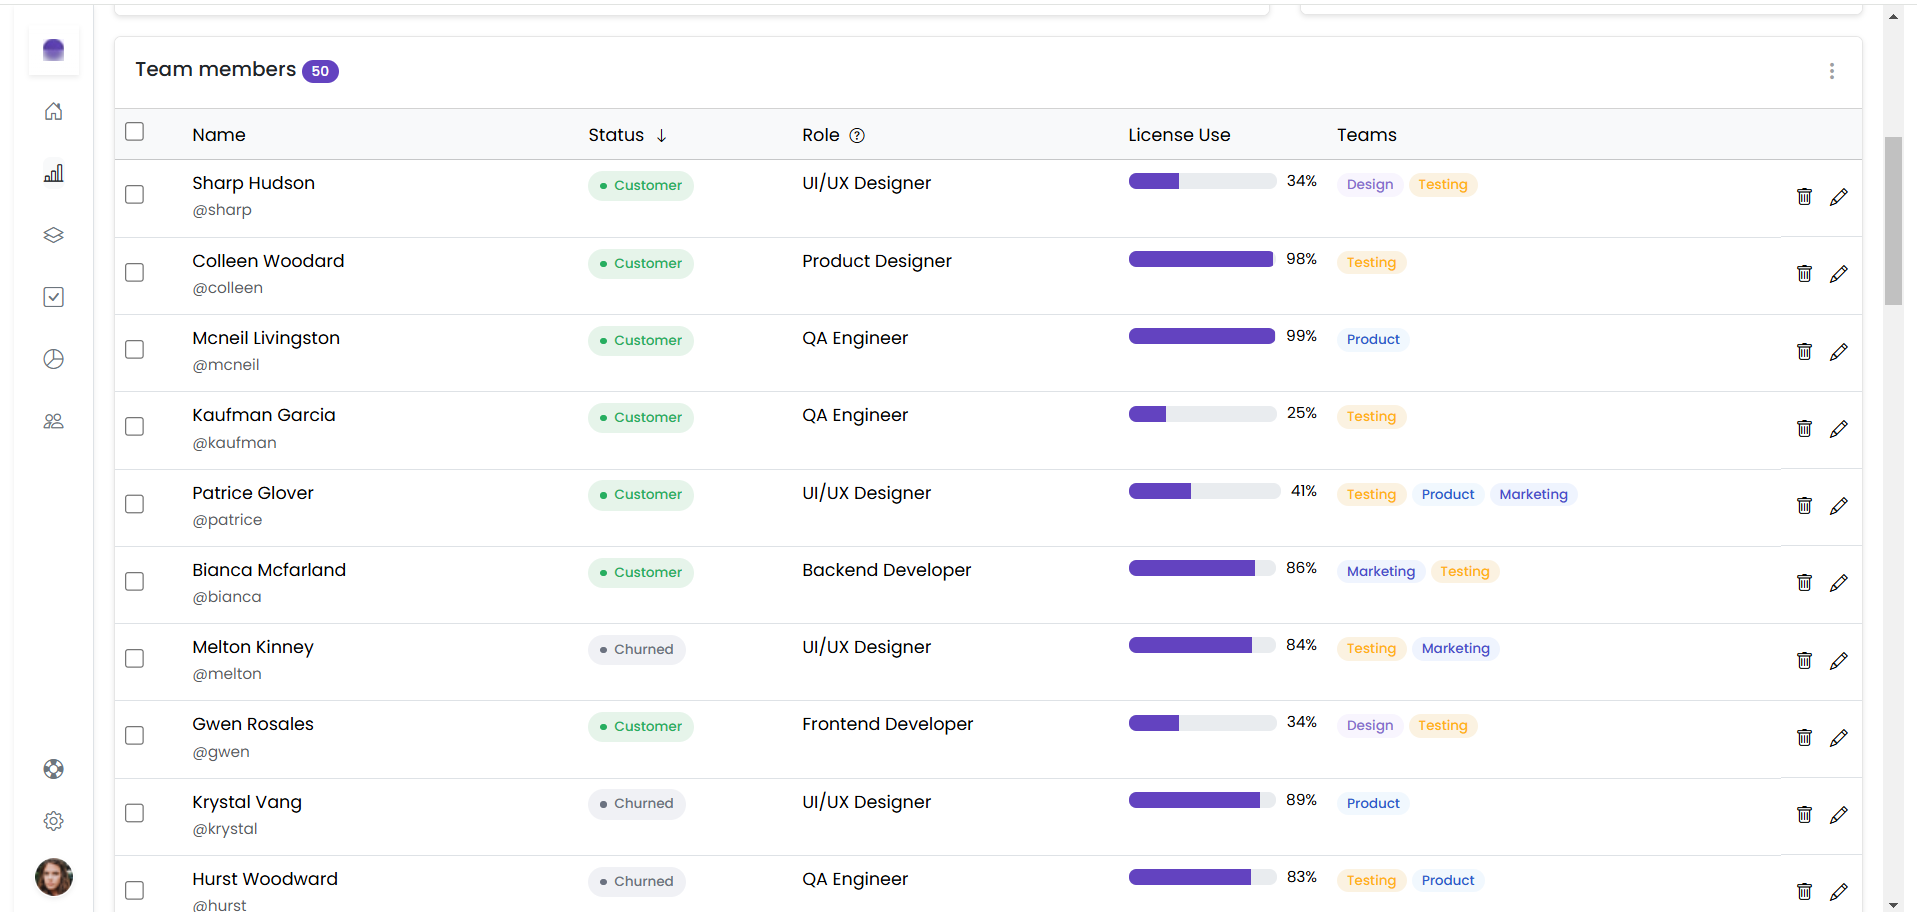 Team members 50
Name Status Role License Use Teams
Sharp Hudson Customer UI/UX Designer 34% Design Testing
@sharp
Colleen Woodard Customer Product Designer 98% Testing
@colleen
Mcneil Livingston Customer QA Engineer 99% Product
@mcneil
Kaufman Garcia Customer QA Engineer 25% Testing
@kaufman
Patrice Glover Customer UI/UX Designer 41% Testing Product Marketing
@patrice
Bianca Mcfarland Customer Backend Developer 86% Marketing Testing
@bianca
Melton Kinney Churned UI/UX Designer 84% Testing Marketing
@melton
Gwen Rosales Customer Frontend Developer 34% Design Testing
@gwen
Krystal Vang Churned UI/UX Designer 89% Product
@krystal
Hurst Woodward Churned QA Engineer 83% Testing Product
@hurst